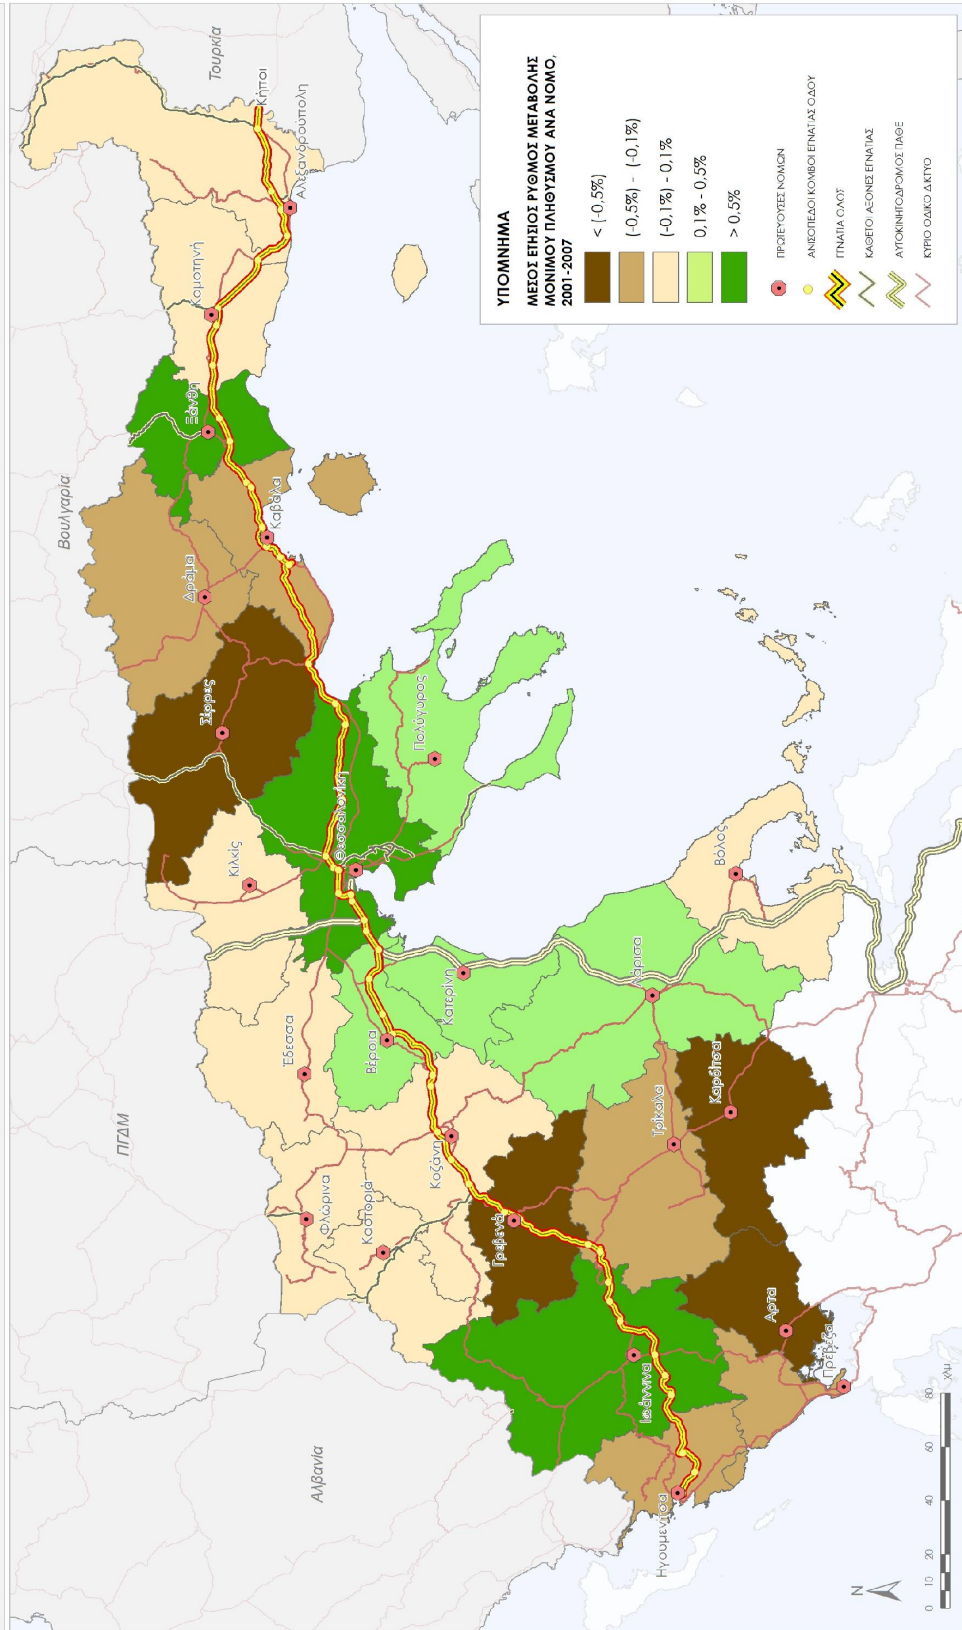 ΥΠΟΜΝΗΜΑ
ΜΕΣΟΣ ΕΤΗΣΙΟΣ ΡΥΘΜΟΣ ΜΕΤΑΒΟΛΗΣ
ΜΟΝΙΜΟΥ ΠΛΗΘΥΣΜΟΥ ΑΝΑ ΝΟΜΟ,
2001-2007
< (-0,5%)
(-0,5%) - (-0,1%)
(-0,1%) - 0,1%
0,1% - 0,5%
> 0,5%
ΠΡΩΤΕΥΟΥΣΕΣ ΝΟΜΩΝ
ΑΝΙΣΟΠΕΔΟΙ ΚΟΜΒΟΙ ΕΓΝΑΤΙΑΣ ΟΔΟΥ
ΚΑΘΕΤΟΙ ΑΞΟΝΕΣ ΕΓΝΑΤΙΑΣ
ΑΥΤΟΚΙΝΗΤΟΔΡΟΜΟΣ ΠΑΘΕ
ΚΥΡΙΟ ΟΔΙΚΟ ΔΙΚΤΥΟ
Τουρκία
Βουλγαρία
ΠΓΔΜ
Αλβανία
Κήποι
Αλεξανδρούπολη
Κομοτηνή
Ξάνθη
Καβάλα
Δράμα
Σέρρες
Πολύγυρος
Θεσσαλονίκη
Κιλκίς
Έδεσσα
Βέροια
Κατερίνη
Λάρισα
Βόλος
Φλώρινα
Καστοριά
Κοζάνη
Γρεβενά
Τρίκαλα
Καρδίτσα
Ιωάννινα
Άρτα
Πρέβεζα
Ηγουμενίτσα
N
0 10 20 40 60 80
χλμ